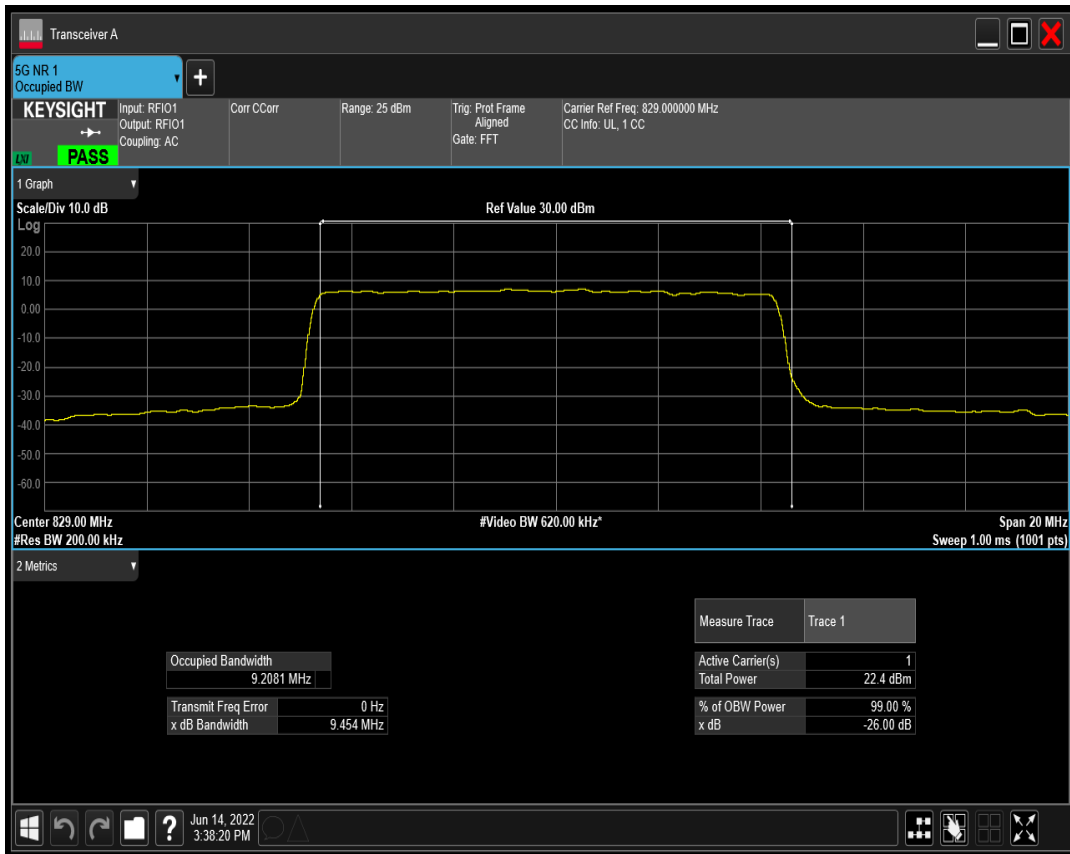 Transceiver A
5G NR 1
Occupied BW
+
KEYSIGHT
LXI
PASS
Input: RFIO1
Output: RFIO1
Coupling: AC
Corr CCorr
Range: 25 dBm
Trig: Prot Frame
Aligned
Gate: FFT
Carrier Ref Freq: 829.000000 MHz
CC Info: UL, 1 CC
1 Graph
Scale/Div 10.0 dB
Ref Value 30.00 dBm
Log
20.0
10.0
0.00
-10.0
-20.0
-30.0
-40.0
-50.0
-60.0
Center 829.00 MHz
#Video BW 620.00 kHz*
Span 20 MHz
#Res BW 200.00 kHz
Sweep 1.00 ms (1001 pts)
2 Metrics
Measure Trace
Trace 1
Occupied Bandwidth
9.2081 MHz
Active Carrier(s)
1
Total Power
22.4 dBm
Transmit Freq Error
0 Hz
x dB Bandwidth
9.454 MHz
% of OBW Power
99.00 %
x dB
-26.00 dB
?
Jun 14, 2022
3:38:20 PM